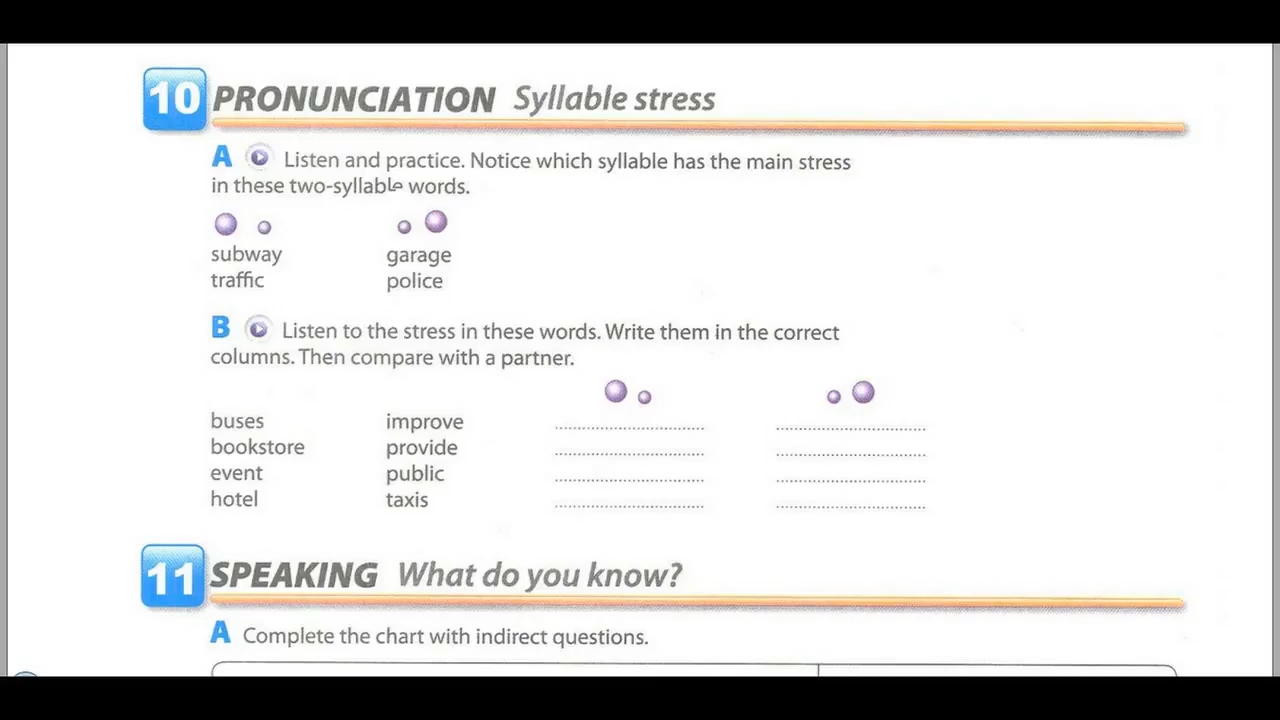 10 PRONUNCIATION Syllable stress
A Listen and practice. Notice which syllable has the main stress
in these two-syllable words.
subway garage
traffic police
B Listen to the stress in these words. Write them in the correct
columns. Then compare with a partner.
buses improve
bookstore provide
event public
hotel taxis
11 SPEAKING What do you know?
A Complete the chart with indirect questions.